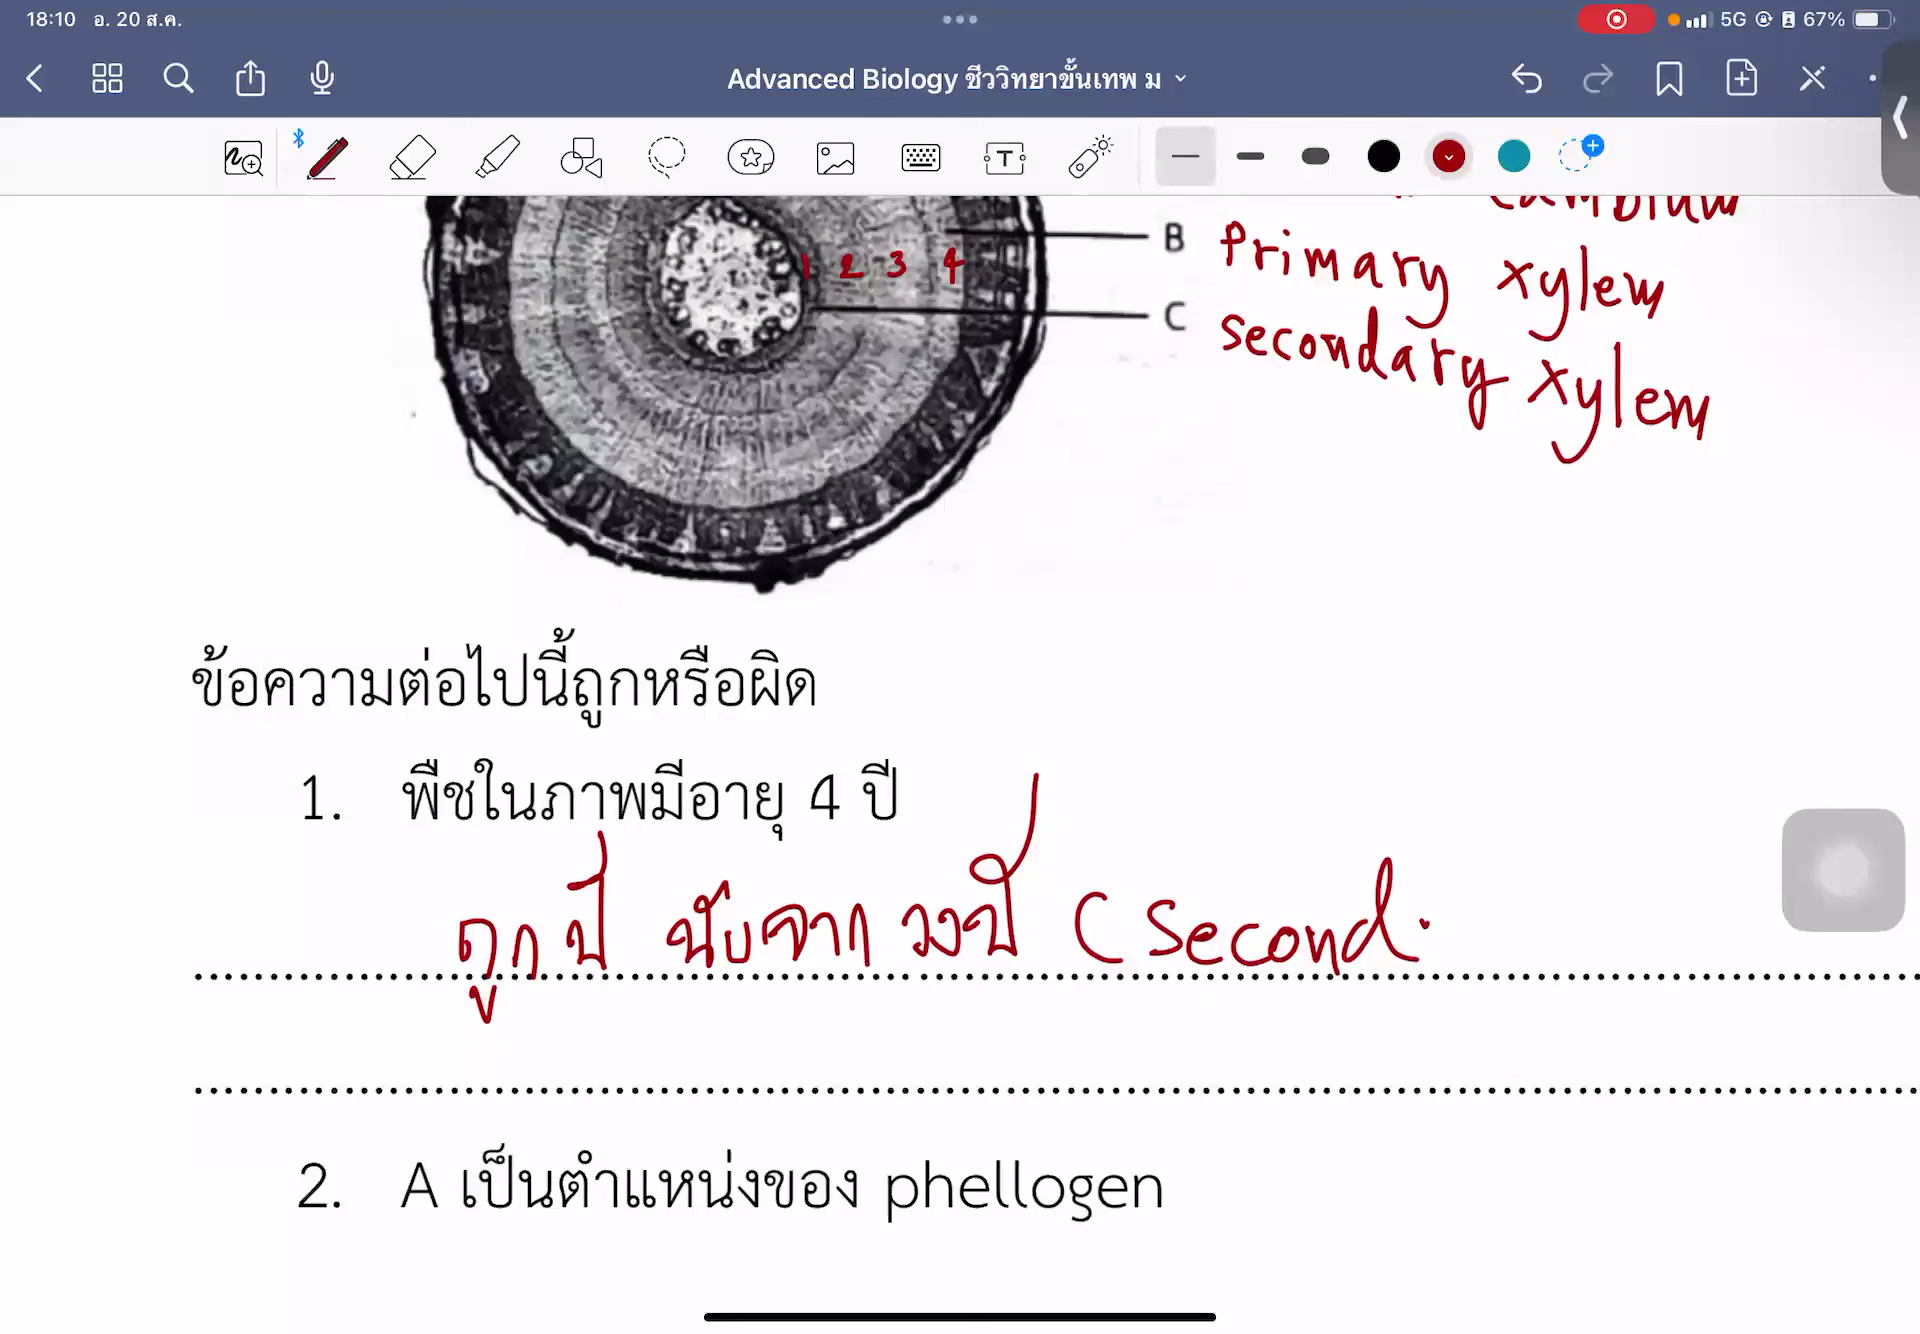 18:10 อ. 20 ส.ค. 5G 67%
Advanced Biology ชีววิทยาขั้นเทพ ม
T
cambium
B Primary xylem
1 2 3 4
C secondary xylem
ข้อความต่อไปนี้ถูกหรือผิด
1. พืชในภาพมีอายุ 4 ปี
ถูก ปี นับจาก วงปี ( Second.
2. A เป็นตำแหน่งของ phellogen